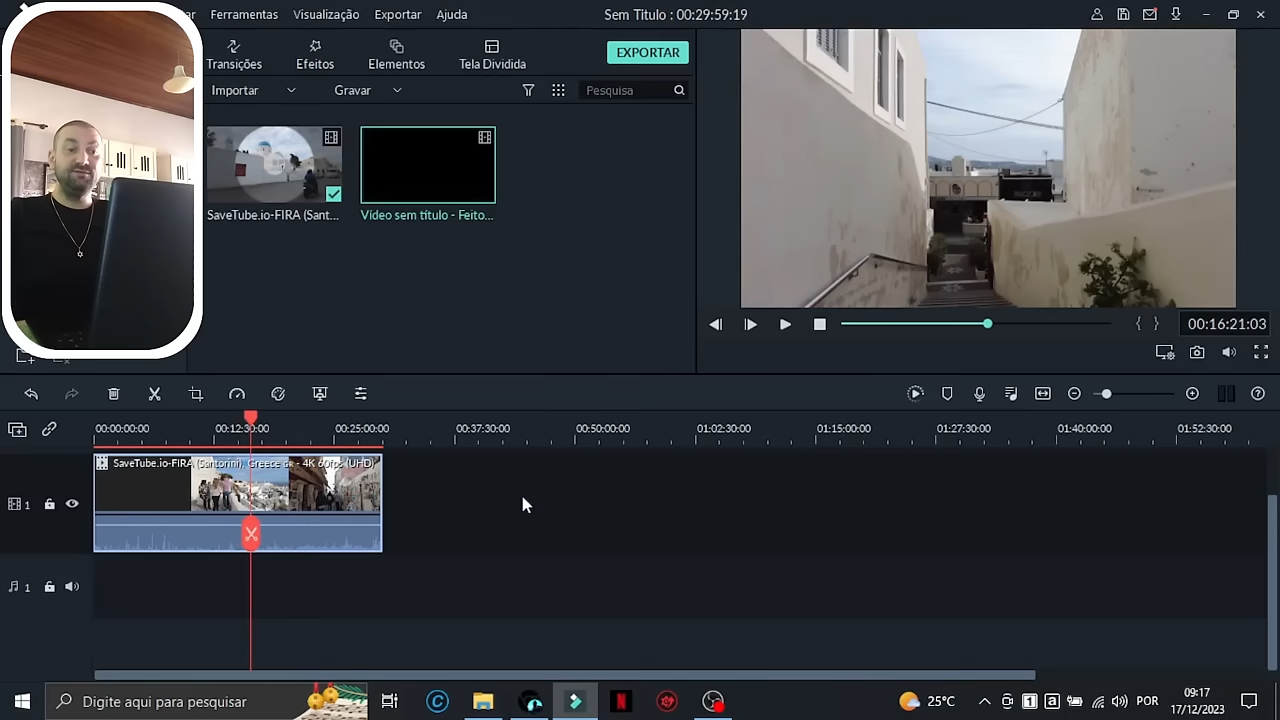 Ferramentas Visualização Exportar Ajuda
Sem Titulo : 00:29:59:19
Transições Efeitos Elementos Tela Dividida
EXPORTAR
Importar Gravar Pesquisa
SaveTube.io-FIRA (Sant...
Vídeo sem título - Feito...
00:16:21:03
00:00:00:00 00:12:30:00 00:25:00:00 00:37:30:00 00:50:00:00 01:02:30:00 01:15:00:00 01:27:30:00 01:40:00:00 01:52:30:00
SaveTube.io-FIRA (Santorini), Greece - 4K 60fps (UHD)
1
1
Digite aqui para pesquisar
25°C
POR
09:17
17/12/2023